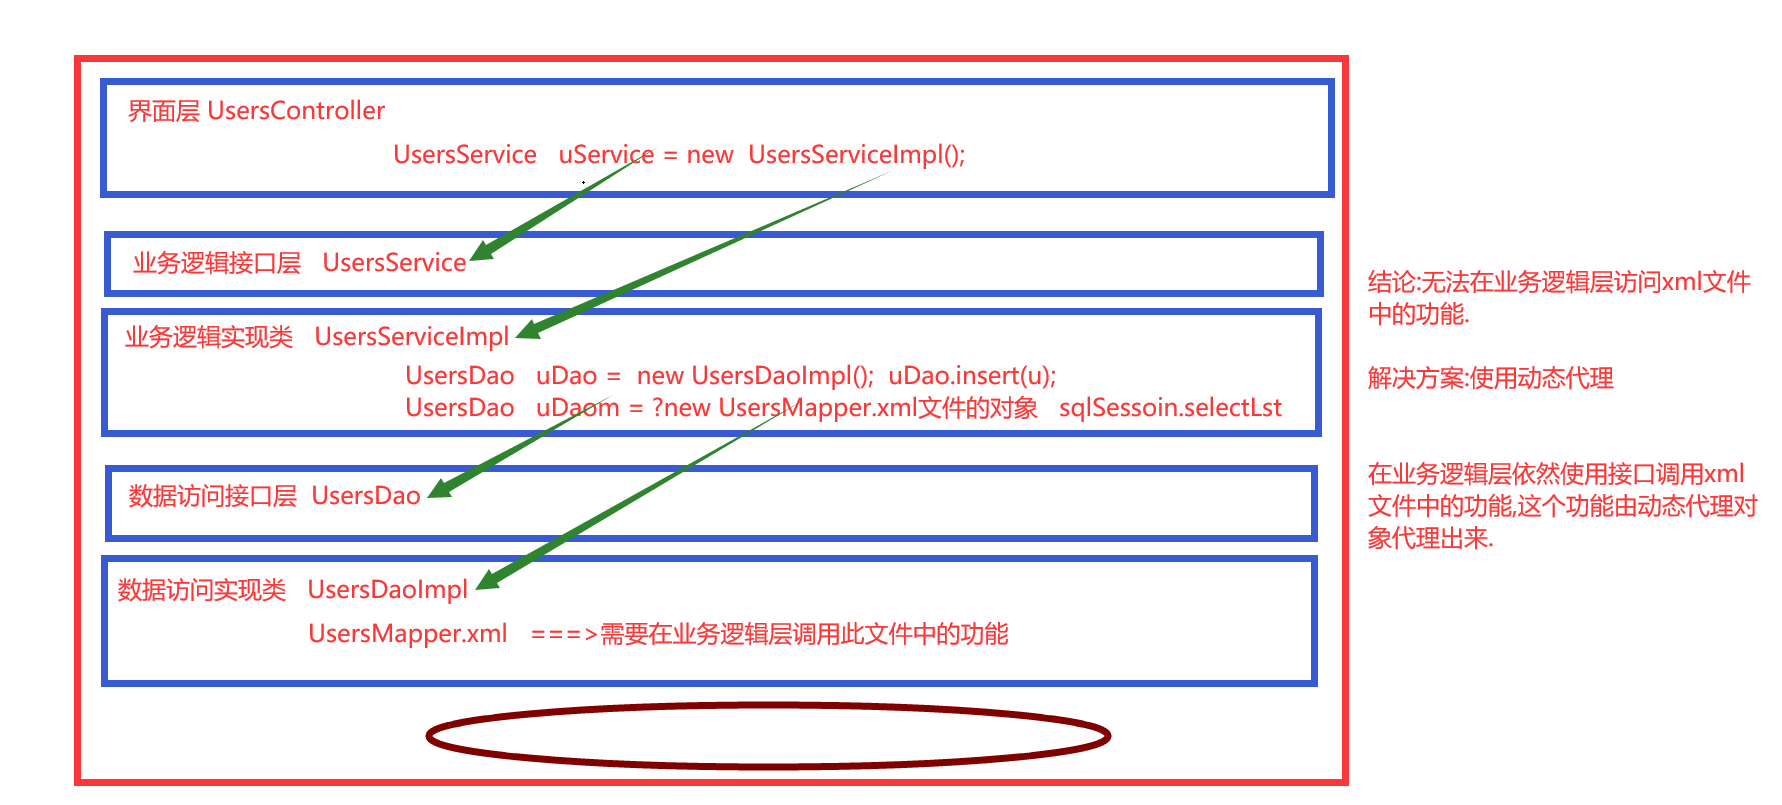 界面层 UsersController
UsersService uService = new UsersServiceImpl();
业务逻辑接口层 UsersService
业务逻辑实现类 UsersServiceImpl
UsersDao uDao = new UsersDaoImpl(); uDao.insert(u);
UsersDao uDaom = ?new UsersMapper.xml文件的对象 sqlSessoin.selectLst
数据访问接口层 UsersDao
数据访问实现类 UsersDaoImpl
UsersMapper.xml ===>需要在业务逻辑层调用此文件中的功能
结论:无法在业务逻辑层访问xml文件
中的功能.
解决方案:使用动态代理
在业务逻辑层依然使用接口调用xml
文件中的功能,这个功能由动态代理对
象代理出来.